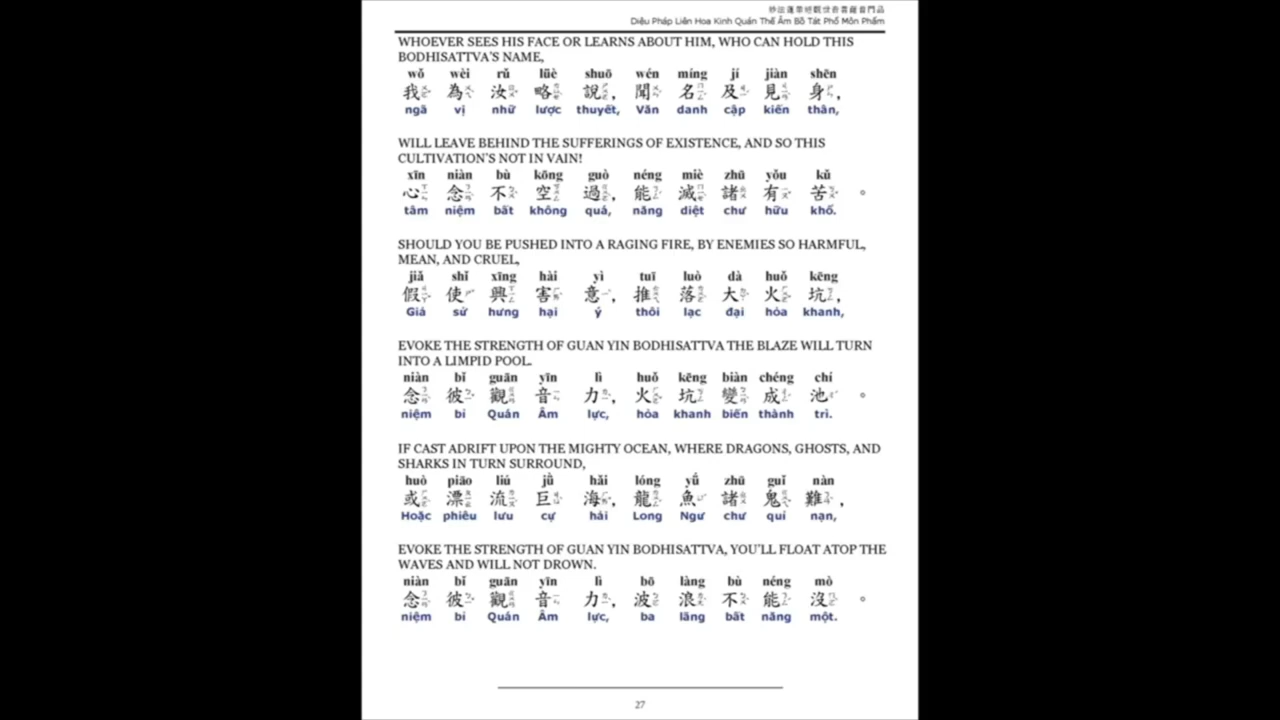 妙法蓮華經觀世音菩薩普門品
Diệu Pháp Liên Hoa Kinh Quán Thế Âm Bồ Tát Phổ Môn Phẩm
WHOEVER SEES HIS FACE OR LEARNS ABOUT HIM, WHO CAN HOLD THIS
BODHISATTVA'S NAME,
wǒ wèi rǔ lüè shuō wén míng jí jiàn shēn
我為汝略說，聞名及見身，
ngã vị nhữ lược thuyết, Văn danh cập kiến thân,
WILL LEAVE BEHIND THE SUFFERINGS OF EXISTENCE, AND SO THIS
CULTIVATION'S NOT IN VAIN!
xīn niàn bù kōng guò néng miè zhū yǒu kǔ
心念不空過，能滅諸有苦。
tâm niệm bất không quá, năng diệt chư hữu khổ.
SHOULD YOU BE PUSHED INTO A RAGING FIRE, BY ENEMIES SO HARMFUL,
MEAN, AND CRUEL,
jiǎ shǐ xīng hài yì tuī luò dà huǒ kēng
假使興害意，推落大火坑，
Giả sử hưng hại ý thôi lạc đại hỏa khanh,
EVOKE THE STRENGTH OF GUAN YIN BODHISATTVA THE BLAZE WILL TURN
INTO A LIMPID POOL.
niàn bǐ guān yīn lì huǒ kēng biàn chéng chí
念彼觀音力，火坑變成池。
niệm bỉ Quán Âm lực, hỏa khanh biến thành trì.
IF CAST ADRIFT UPON THE MIGHTY OCEAN, WHERE DRAGONS, GHOSTS, AND
SHARKS IN TURN SURROUND,
huò piāo liú jǜ hǎi lóng yǘ zhū guǐ nàn
或漂流巨海，龍魚諸鬼難，
Hoặc phiêu lưu cự hải Long Ngư chư quỉ nạn,
EVOKE THE STRENGTH OF GUAN YIN BODHISATTVA, YOU'LL FLOAT ATOP THE
WAVES AND WILL NOT DROWN.
niàn bǐ guān yīn lì bō làng bù néng mò
念彼觀音力，波浪不能沒。
niệm bỉ Quán Âm lực, ba lãng bất năng một.
27